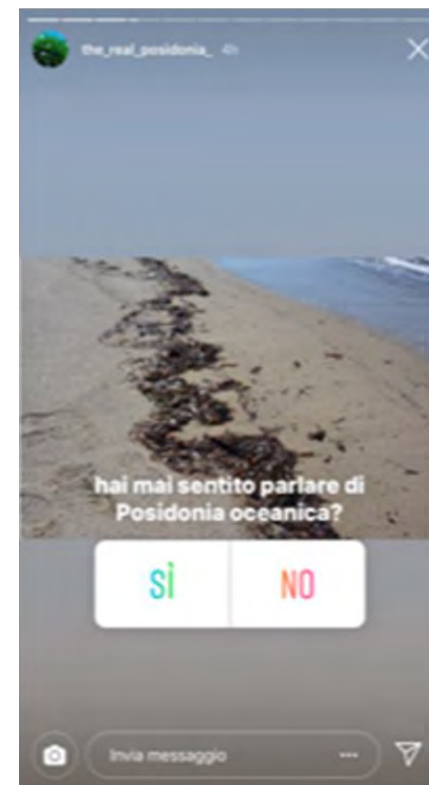 the_real_posidonia_ 4h
hai mai sentito parlare di
Posidonia oceanica?
SÌ NO
Invia messaggio